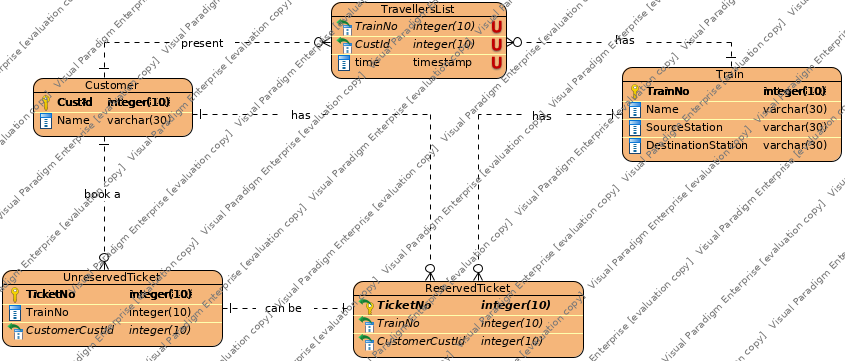 TravellersList
TrainNo integer(10) U
CustId integer(10) U
time timestamp U
present
has
Customer
CustId integer(10)
Name varchar(30)
Train
TrainNo integer(10)
Name varchar(30)
SourceStation varchar(30)
DestinationStation varchar(30)
has
has
book a
UnreservedTicket
TicketNo integer(10)
TrainNo integer(10)
CustomerCustId integer(10)
can be
ReservedTicket
TicketNo integer(10)
TrainNo integer(10)
CustomerCustId integer(10)
Visual Paradigm Enterprise [evaluation copy]